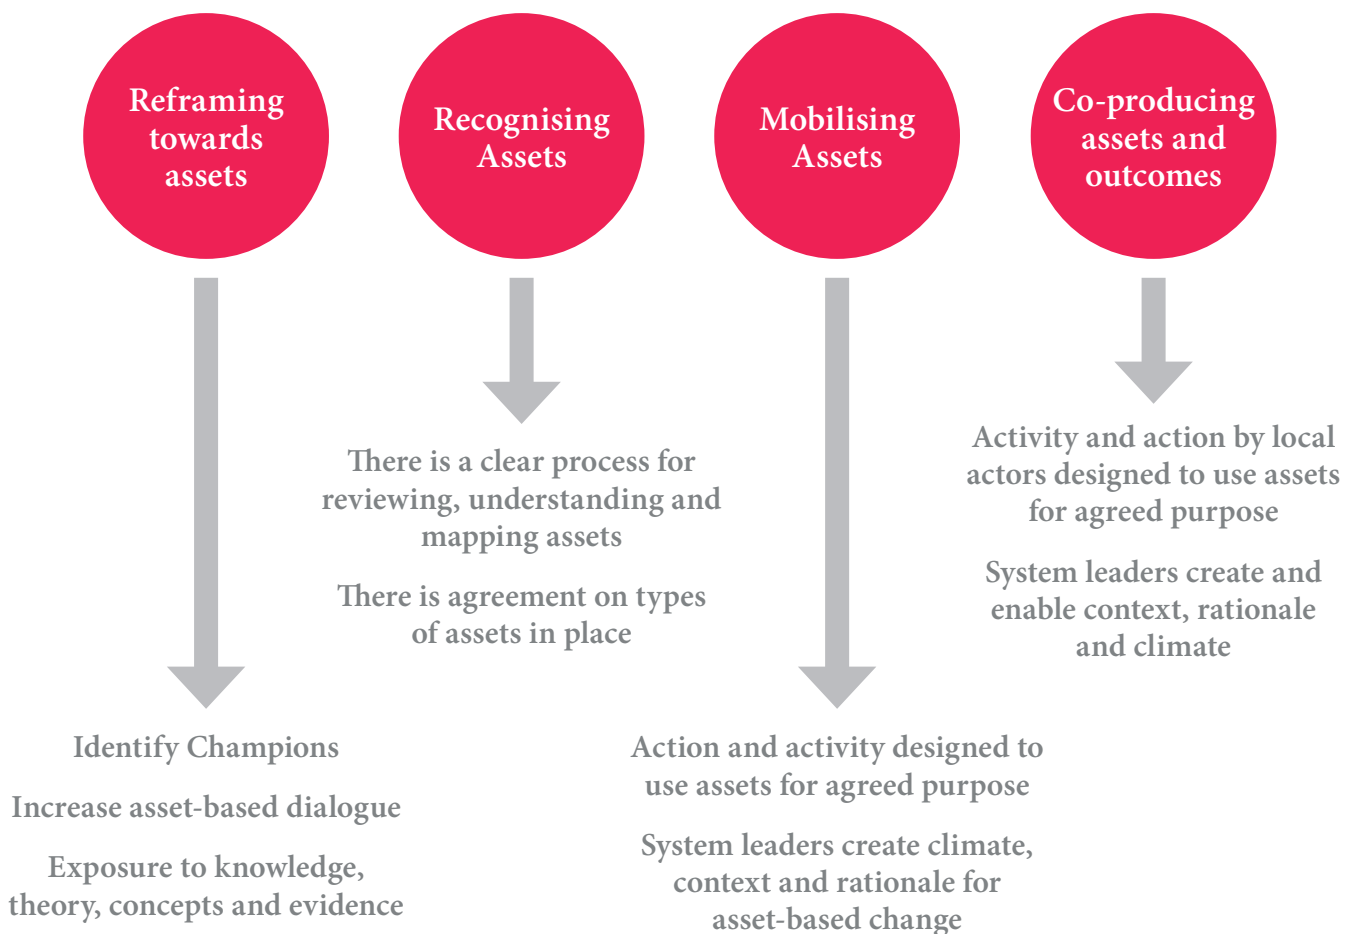 Reframing
towards
assets
Recognising
Assets
Mobilising
Assets
Co-producing
assets and
outcomes
There is a clear process for
reviewing, understanding and
mapping assets
There is agreement on types
of assets in place
Activity and action by local
actors designed to use assets
for agreed purpose
System leaders create and
enable context, rationale
and climate
Identify Champions
Increase asset-based dialogue
Exposure to knowledge,
theory, concepts and evidence
Action and activity designed to
use assets for agreed purpose
System leaders create climate,
context and rationale for
asset-based change